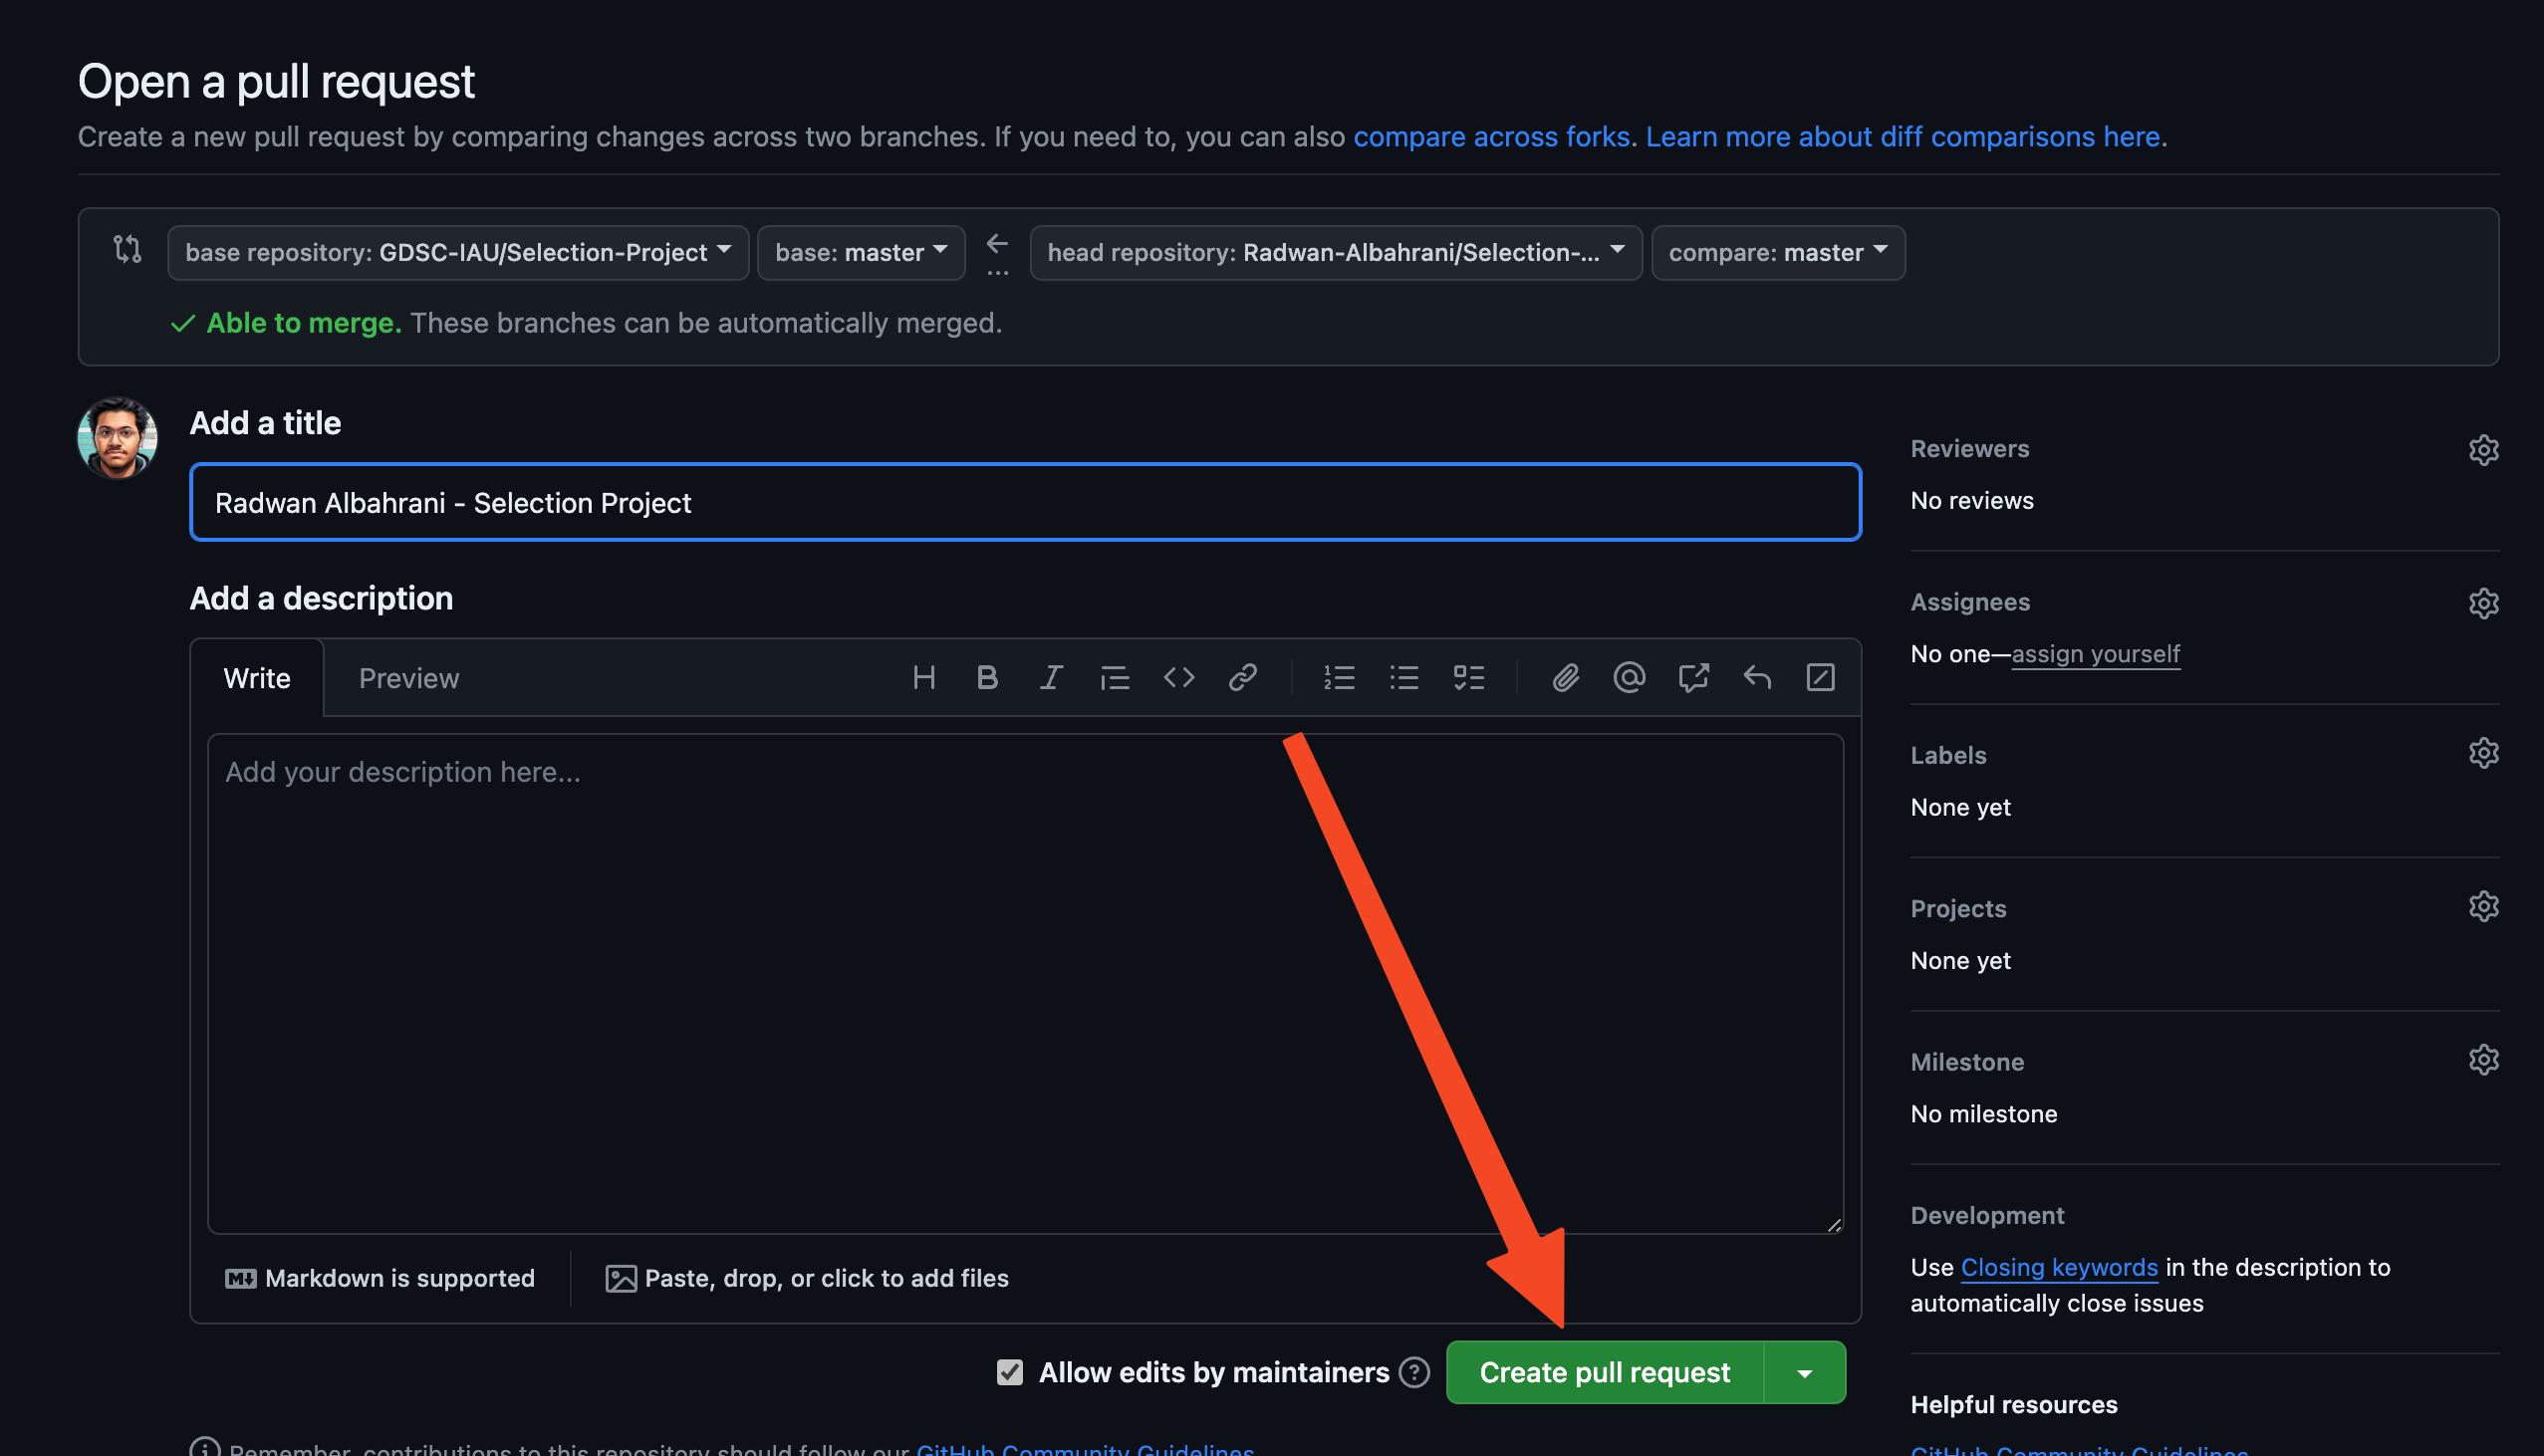 Open a pull request
Create a new pull request by comparing changes across two branches. If you need to, you can also compare across forks. Learn more about diff comparisons here.
base repository: GDSC-IAU/Selection-Project base: master head repository: Radwan-Albahrani/Selection-... compare: master
Able to merge. These branches can be automatically merged.
Add a title
Radwan Albahrani - Selection Project
Add a description
Write Preview
Add your description here...
Markdown is supported
Paste, drop, or click to add files
Allow edits by maintainers
Create pull request
Remember, contributions to this repository should follow our GitHub Community Guidelines
Reviewers
No reviews
Assignees
No one—assign yourself
Labels
None yet
Projects
None yet
Milestone
No milestone
Development
Use Closing keywords in the description to
automatically close issues
Helpful resources
GitHub Community Guidelines